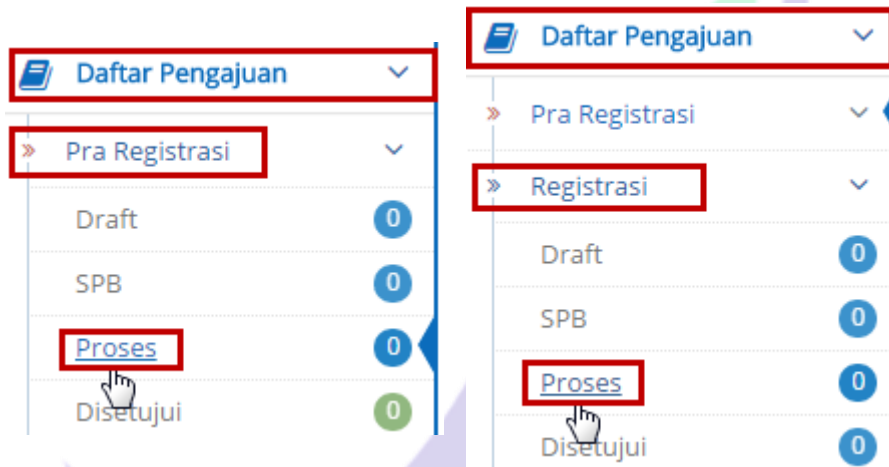 Daftar Pengajuan
Pra Registrasi
Draft 0
SPB 0
Proses 0
Disetujui 0
Daftar Pengajuan
Pra Registrasi
Registrasi
Draft 0
SPB 0
Proses 0
Disetujui 0